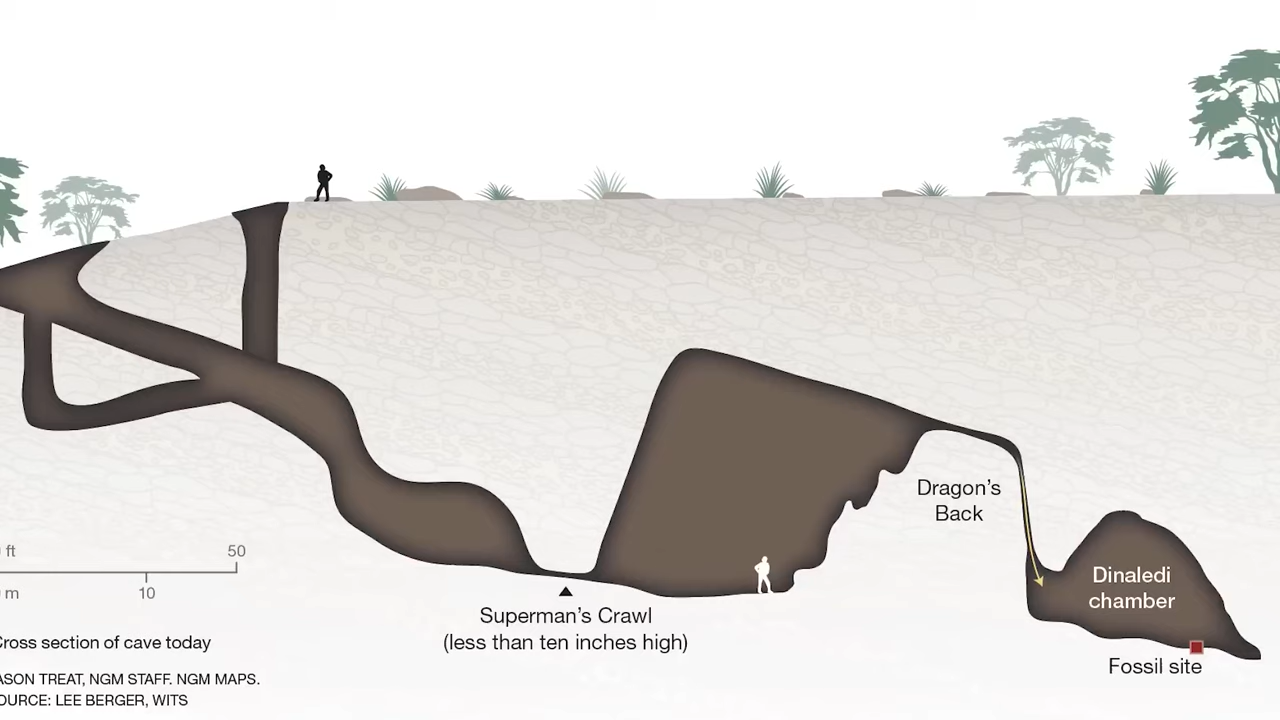 Dragon's
Back
Dinaledi
chamber
ft
50
m
10
Superman's Crawl
(less than ten inches high)
Cross section of cave today
Fossil site
ASON TREAT, NGM STAFF. NGM MAPS.
OURCE: LEE BERGER, WITS